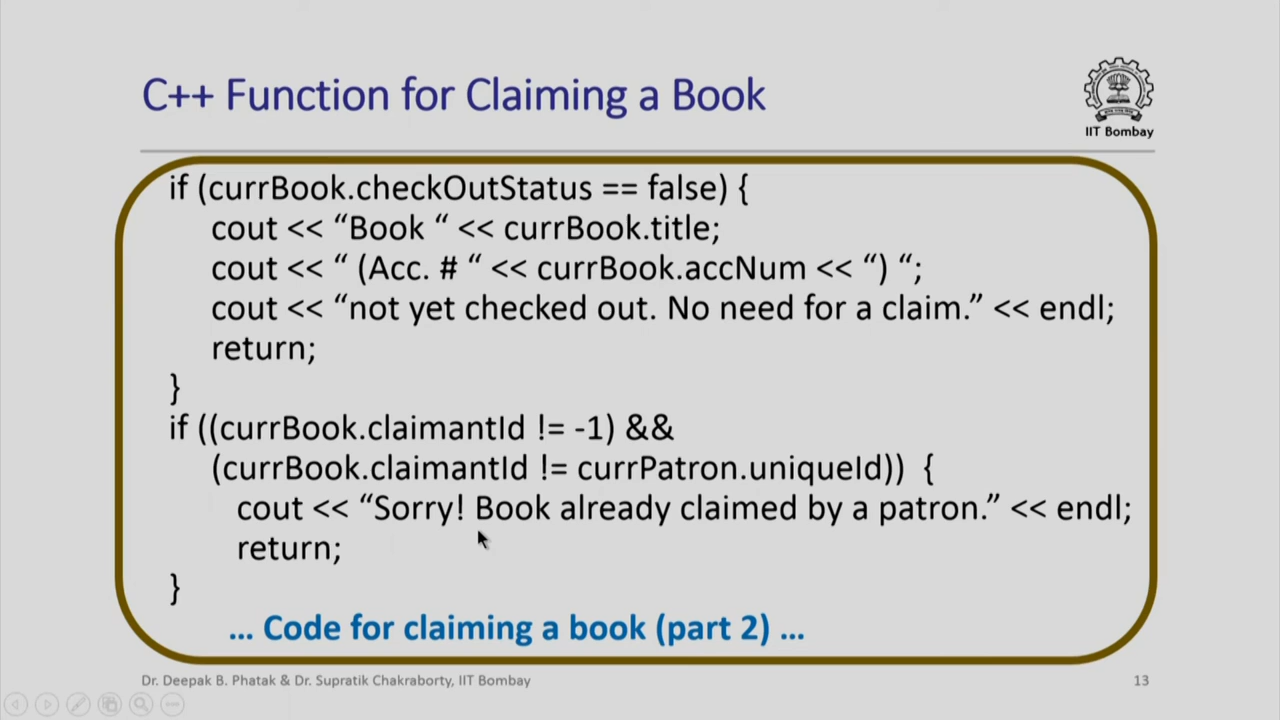 C++ Function for Claiming a Book
IIT Bombay
if (currBook.checkOutStatus == false) {
cout << “Book “ << currBook.title;
cout << “ (Acc. # “ << currBook.accNum << “) “;
cout << “not yet checked out. No need for a claim.” << endl;
return;
}
if ((currBook.claimantId != -1) &&
(currBook.claimantId != currPatron.uniqueId)) {
cout << “Sorry! Book already claimed by a patron.” << endl;
return;
}
... Code for claiming a book (part 2) ...
Dr. Deepak B. Phatak & Dr. Supratik Chakraborty, IIT Bombay
13